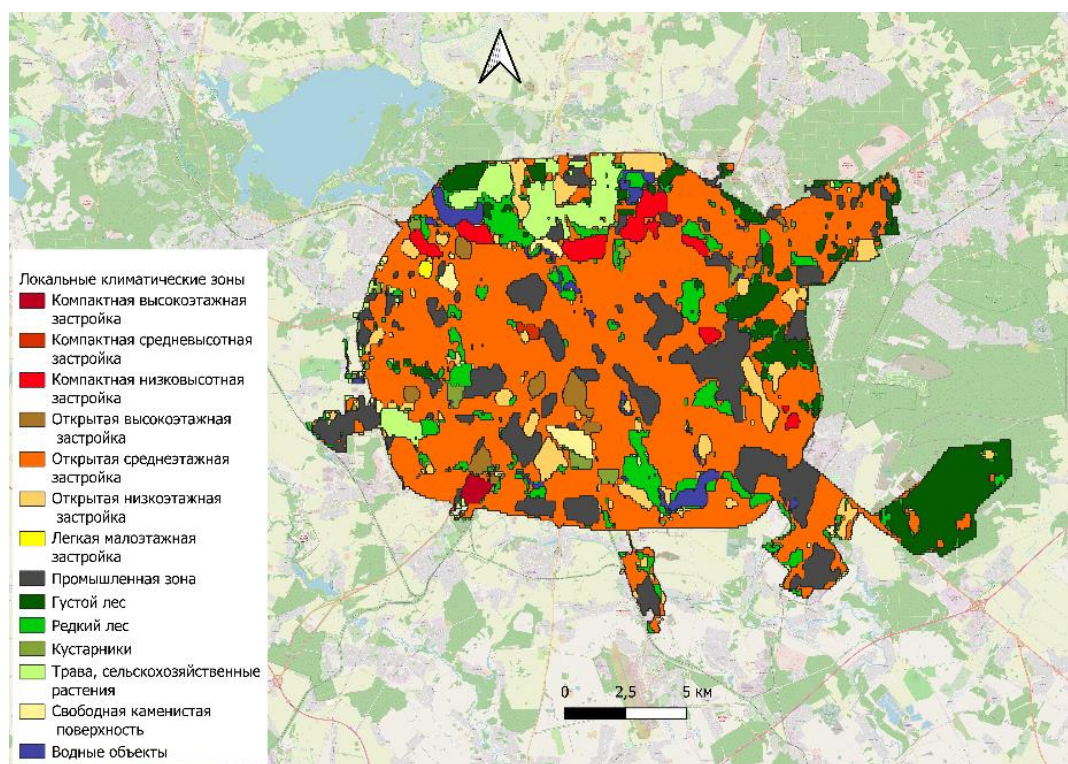 Локальные климатические зоны
Компактная высокоэтажная
застройка
Компактная средневысотная
застройка
Компактная низковысотная
застройка
Открытая высокоэтажная
застройка
Открытая среднеэтажная
застройка
Открытая низкоэтажная
застройка
Легкая малоэтажная
застройка
Промышленная зона
Густой лес
Редкий лес
Кустарники
Трава, сельскохозяйственные
растения
Свободная каменистая
поверхность
Водные объекты
0 2,5 5 км